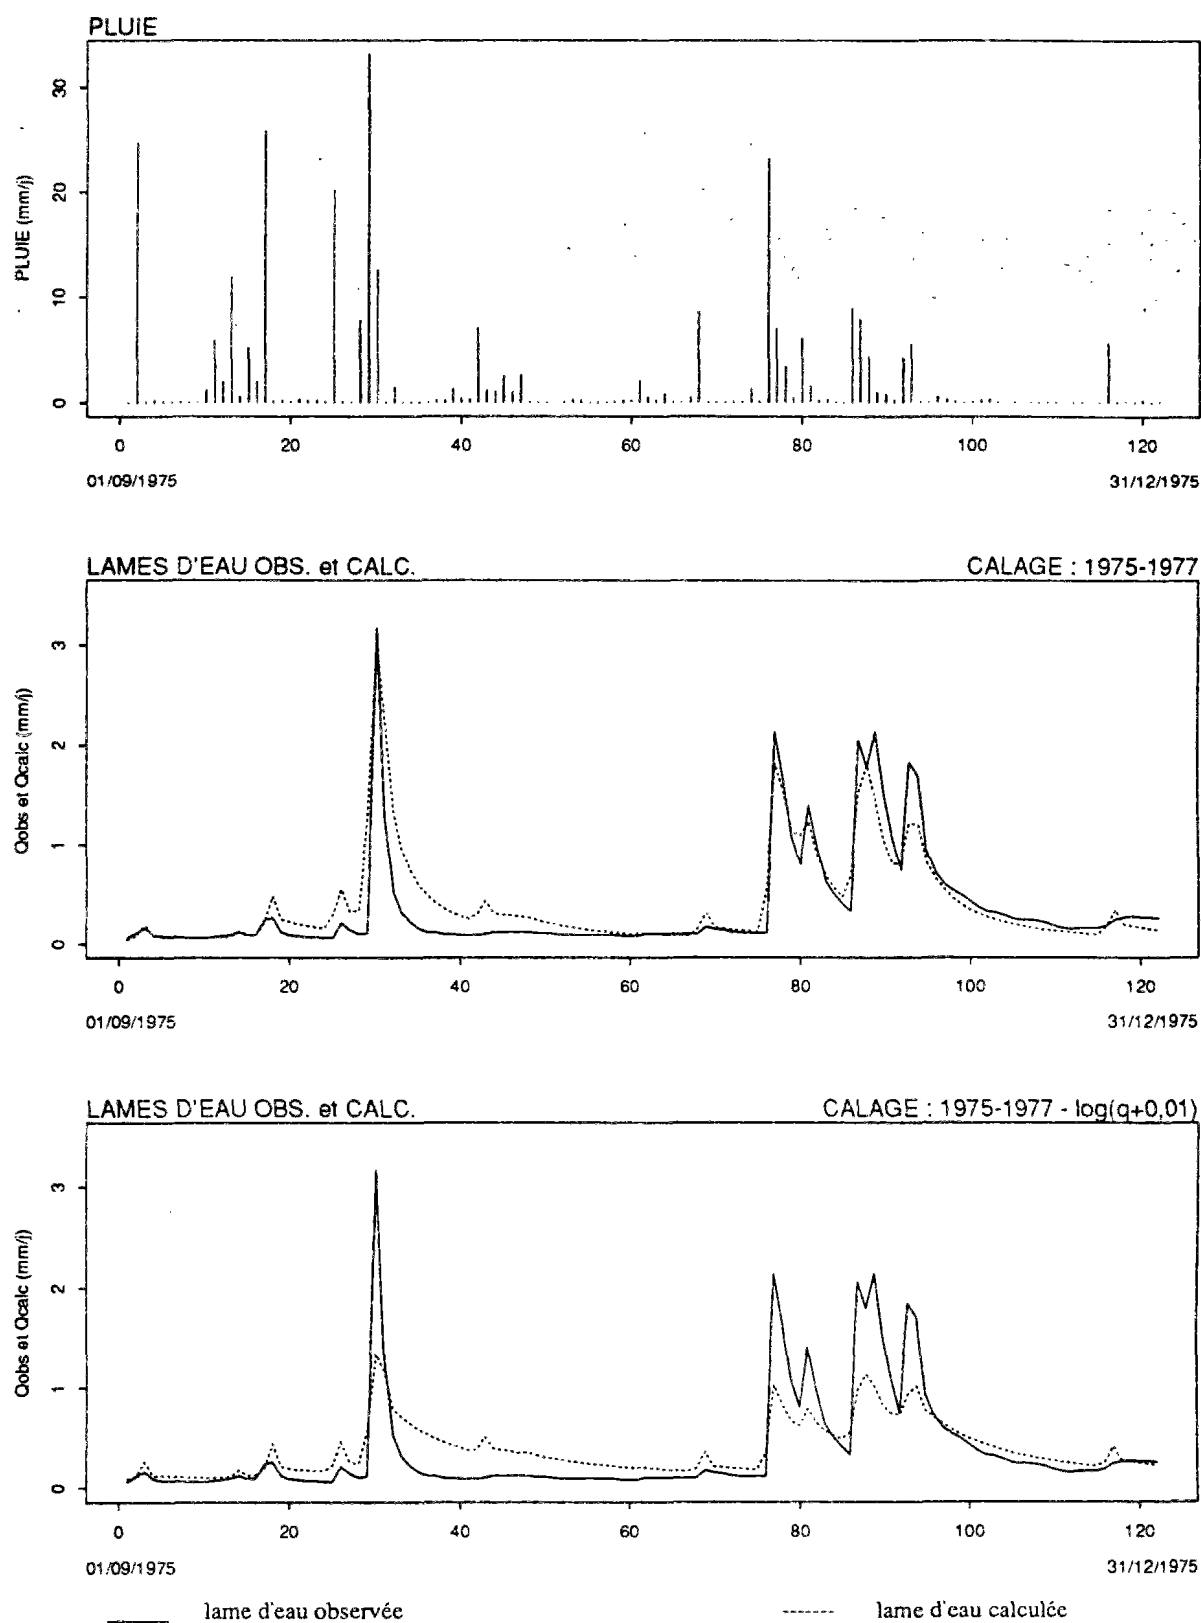 PLUIE
PLUIE (mm/j)
30
20
10
0
0 20 40 60 80 100 120
01/09/1975 31/12/1975
LAMES D'EAU OBS. et CALC. CALAGE : 1975-1977
Qobs et Qcalc (mm/j)
3
2
1
0
0 20 40 60 80 100 120
01/09/1975 31/12/1975
LAMES D'EAU OBS. et CALC. CALAGE : 1975-1977 - log(q+0,01)
Qobs et Qcalc (mm/j)
3
2
1
0
0 20 40 60 80 100 120
01/09/1975 31/12/1975
lame d'eau observée lame d'eau calculée